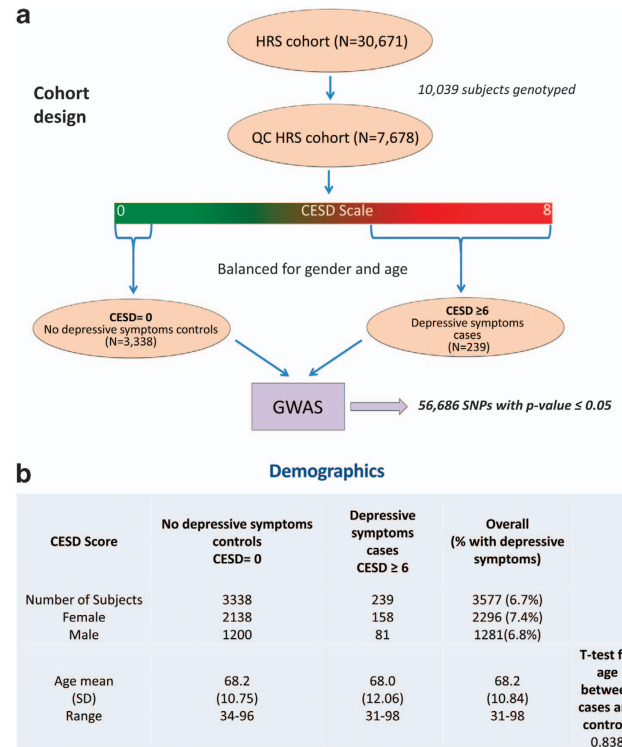 a
HRS cohort (N=30,671)
10,039 subjects genotyped
Cohort
design
QC HRS cohort (N=7,678)
0 CESD Scale 8
Balanced for gender and age
CESD= 0
No depressive symptoms controls
(N=3,338)
CESD ≥6
Depressive symptoms
cases
(N=239)
GWAS
56,686 SNPs with p-value ≤ 0.05
b
Demographics
CESD Score
No depressive symptoms
controls
CESD= 0
Depressive
symptoms
cases
CESD ≥ 6
Overall
(% with depressive
symptoms)
Number of Subjects 3338 239 3577 (6.7%)
Female 2138 158 2296 (7.4%)
Male 1200 81 1281(6.8%)
Age mean 68.2 68.0 68.2
(SD) (10.75) (12.06) (10.84)
Range 34-96 31-98 31-98
T-test
age
between
cases
0.838